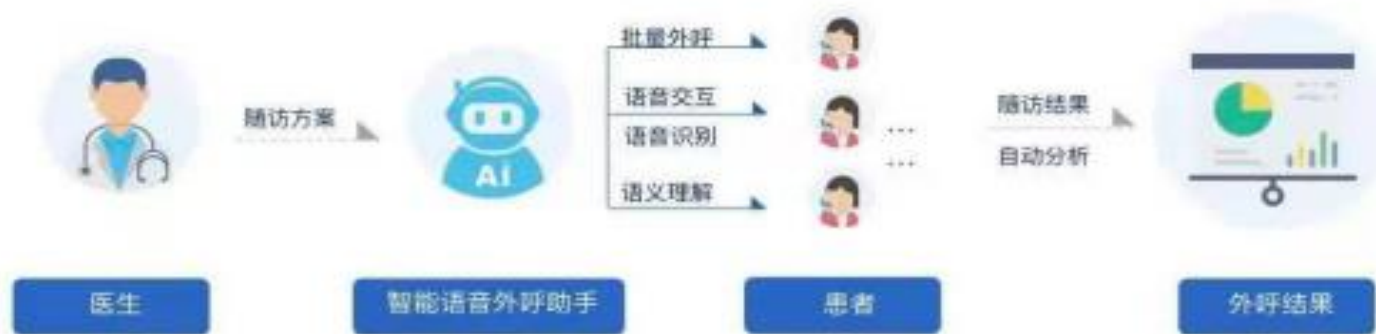 随访方案
AI
批量外呼
语音交互
语音识别
语义理解
...
...
随访结果
自动分析
医生
智能语音外呼助手
患者
外呼结果